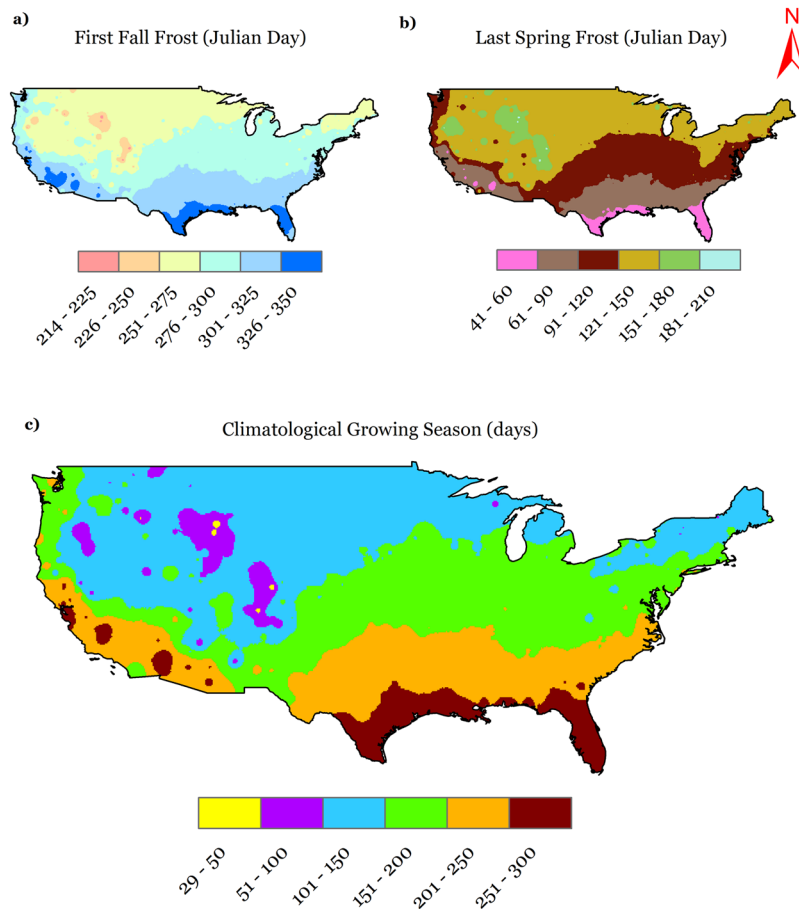 a)
First Fall Frost (Julian Day)
214 - 225
226 - 250
251 - 275
276 - 300
301 - 325
326 - 350
b)
Last Spring Frost (Julian Day)
N
41 - 60
61 - 90
91 - 120
121 - 150
151 - 180
181 - 210
c)
Climatological Growing Season (days)
29 - 50
51 - 100
101 - 150
151 - 200
201 - 250
251 - 300